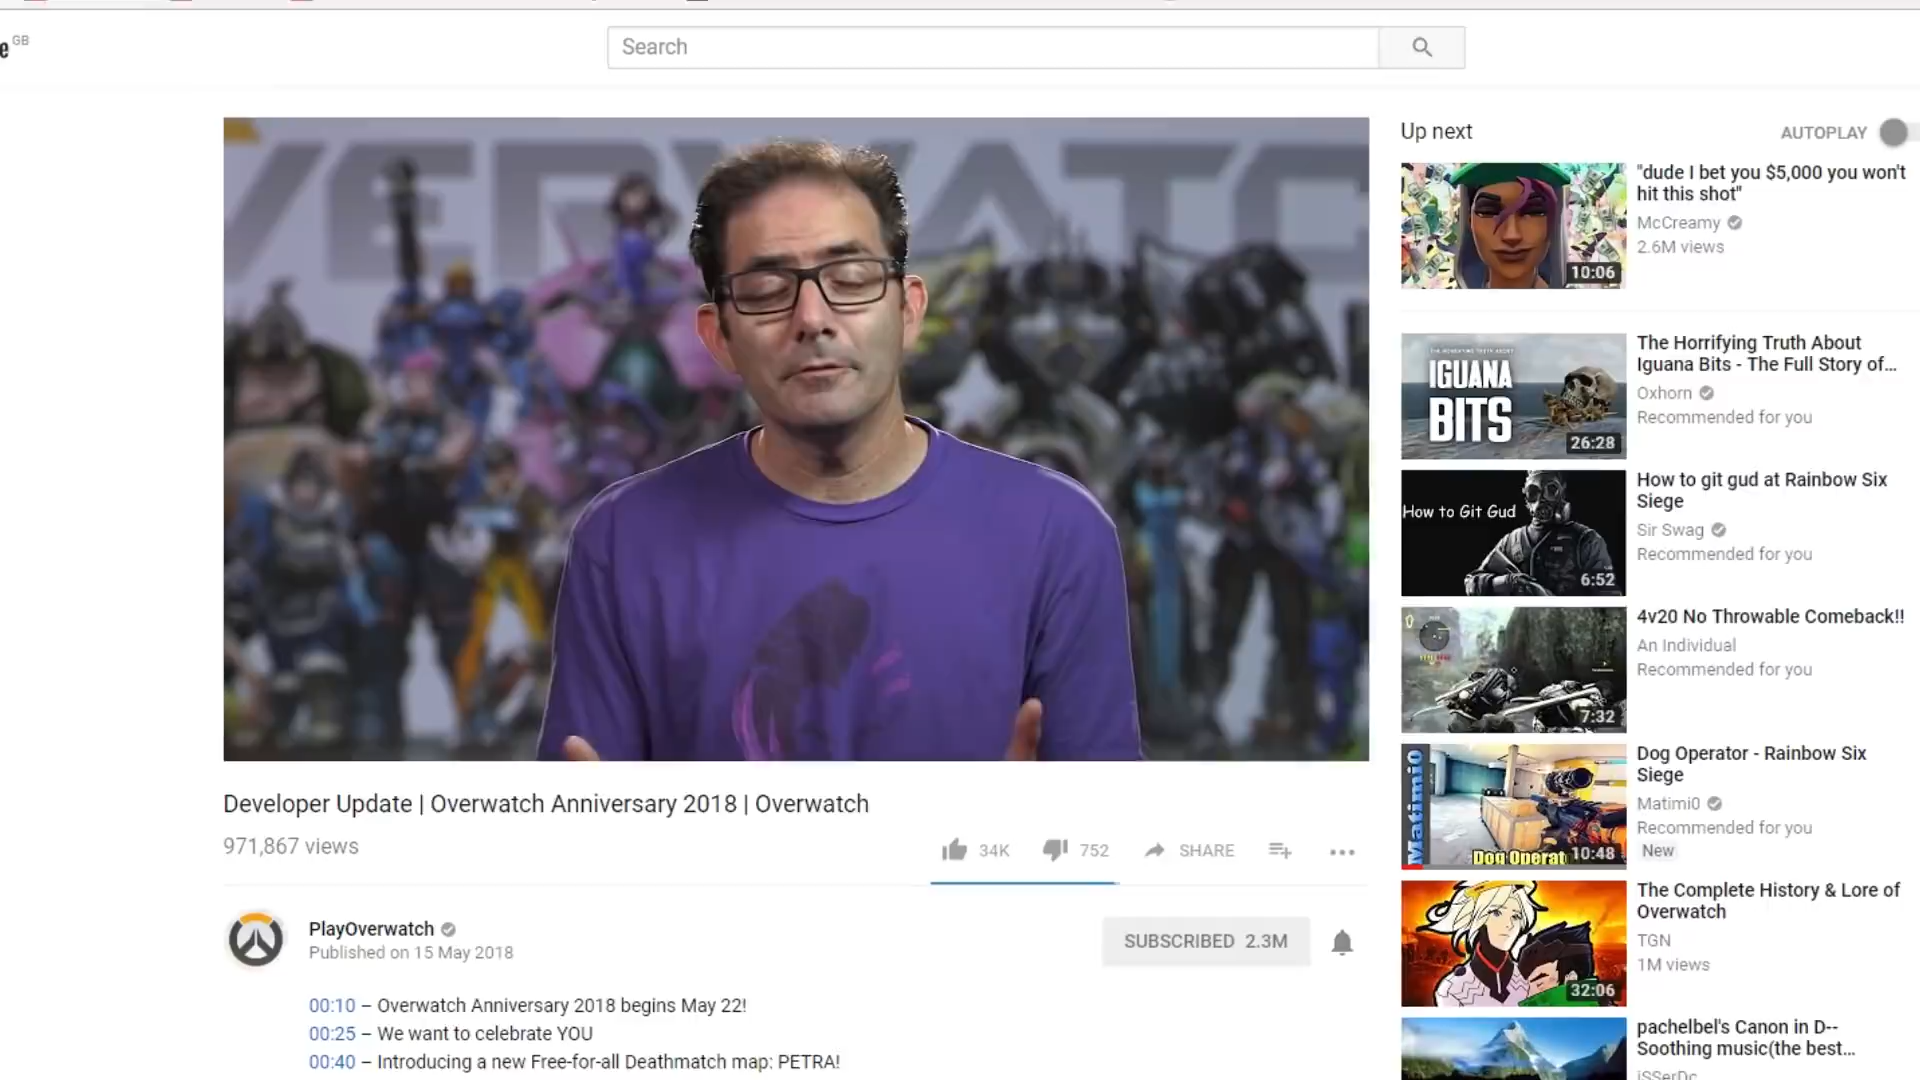 e GB
Search
VERWATC
Developer Update | Overwatch Anniversary 2018 | Overwatch
971,867 views
34K
752
SHARE
PlayOverwatch
Published on 15 May 2018
SUBSCRIBED 2.3M
00:10 – Overwatch Anniversary 2018 begins May 22!
00:25 – We want to celebrate YOU
00:40 – Introducing a new Free-for-all Deathmatch map: PETRA!
Up next
AUTOPLAY
10:06
"dude I bet you $5,000 you won't
hit this shot"
McCreamy
2.6M views
THE HORRIFYING TRUTH ABOUT
IGUANA
BITS
26:28
The Horrifying Truth About
Iguana Bits - The Full Story of...
Oxhorn
Recommended for you
How to Git Gud
6:52
How to git gud at Rainbow Six
Siege
Sir Swag
Recommended for you
7:32
4v20 No Throwable Comeback!!
An Individual
Recommended for you
Matimi0
Dog Operat
10:48
Dog Operator - Rainbow Six
Siege
Matimi0
Recommended for you
New
32:06
The Complete History & Lore of
Overwatch
TGN
1M views
pachelbel's Canon in D--
Soothing music(the best...
iSSerDc